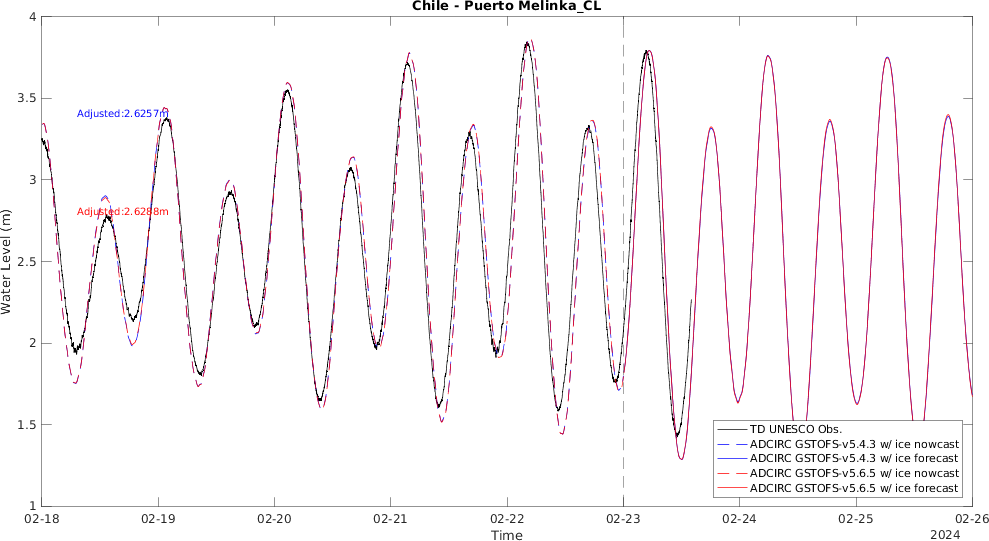 Chile - Puerto Melinka_CL
4
3.5
3
2.5
2
1.5
1
Water Level (m)
Adjusted:2.6257m
Adjusted:2.6288m
TD UNESCO Obs.
ADCIRC GSTOFS-v5.4.3 w/ ice nowcast
ADCIRC GSTOFS-v5.4.3 w/ ice forecast
ADCIRC GSTOFS-v5.6.5 w/ ice nowcast
ADCIRC GSTOFS-v5.6.5 w/ ice forecast
02-18 02-19 02-20 02-21 02-22 02-23 02-24 02-25 02-26
Time
2024